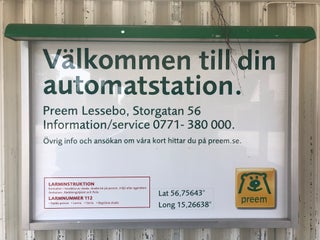 Välkommen till din
automatstation.
Preem Lessebo, Storgatan 56
Information/service 0771- 380 000.
Övrig info och ansökan om våra kort hittar du på preem.se.
LARMINSTRUKTION
LARMNUMMER 112
Lat 56,75643°
Long 15,26638°
preem